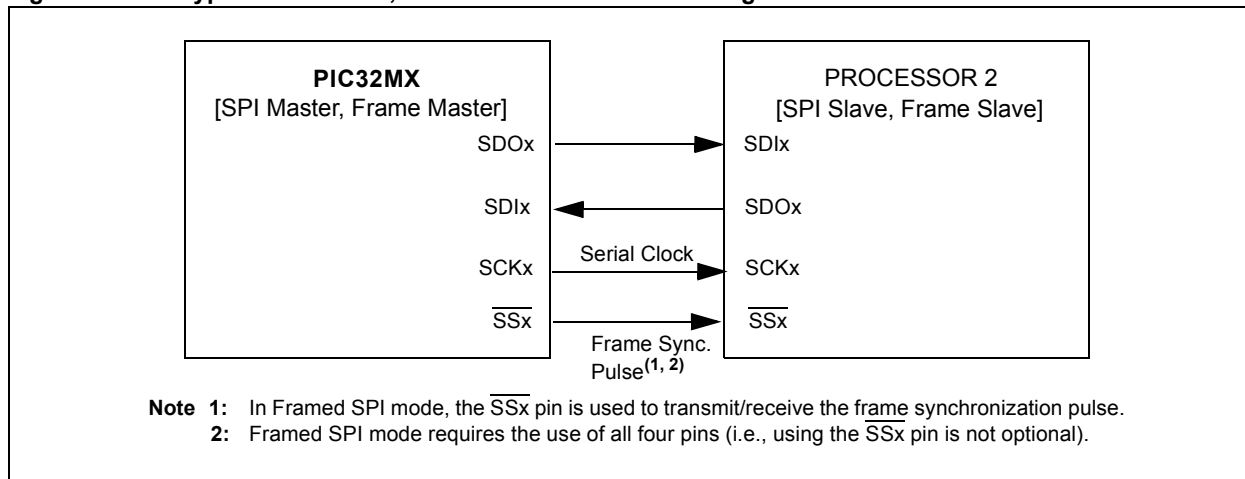 PIC32MX
[SPI Master, Frame Master]
PROCESSOR 2
[SPI Slave, Frame Slave]
SDOx
SDIx
SDIx
SDOx
Serial Clock
SCKx
SCKx
SSx
SSx
Frame Sync.
Pulse(1, 2)
Note 1: In Framed SPI mode, the SSx pin is used to transmit/receive the frame synchronization pulse.
2: Framed SPI mode requires the use of all four pins (i.e., using the SSx pin is not optional).